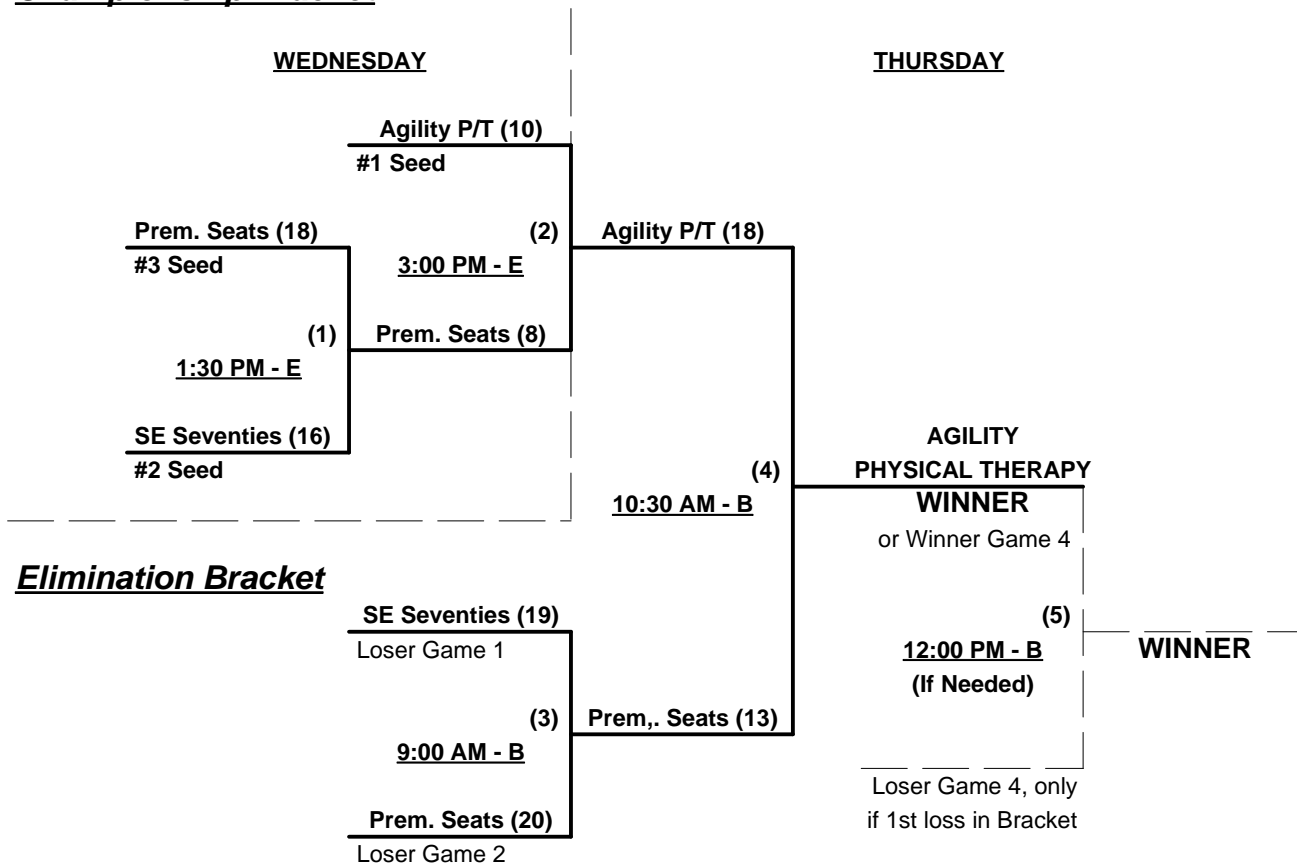 WEDNESDAY
THURSDAY
Agility P/T (10)
#1 Seed
Prem. Seats (18)
(2)
Agility P/T (18)
#3 Seed
3:00 PM - E
(1)
Prem. Seats (8)
1:30 PM - E
SE Seventies (16)
#2 Seed
AGILITY
PHYSICAL THERAPY
(4)
10:30 AM - B
WINNER
or Winner Game 4
Elimination Bracket
SE Seventies (19)
Loser Game 1
(5)
12:00 PM - B
(If Needed)
WINNER
(3)
Prem,. Seats (13)
9:00 AM - B
Loser Game 4, only
if 1st loss in Bracket
Prem. Seats (20)
Loser Game 2